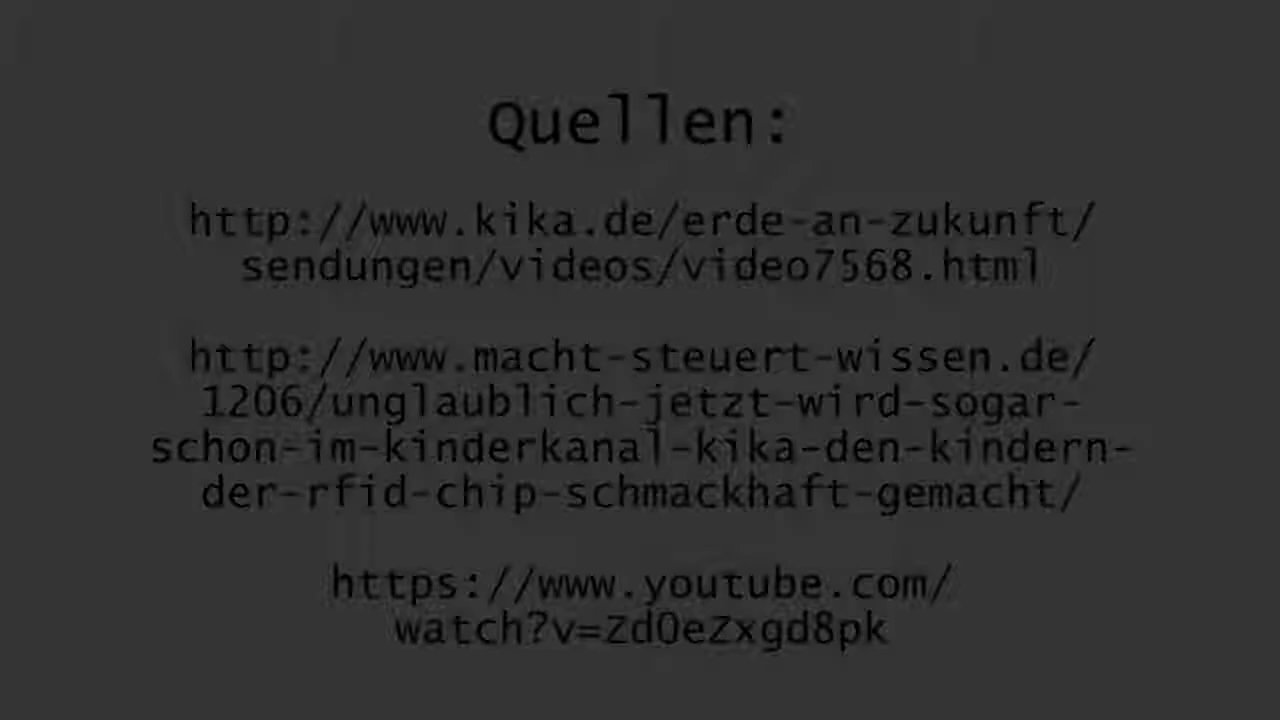 Quellen:
http://www.kika.de/erde-an-zukunft/
sendungen/videos/video7568.html
http://www.macht-steuert-wissen.de/
1206/unglaublich-jetzt-wird-sogar-
schon-im-kinderkanal-kika-den-kindern-
der-rfid-chip-schmackhaft-gemacht/
https://www.youtube.com/
watch?v=ZdOeZxgd8pk